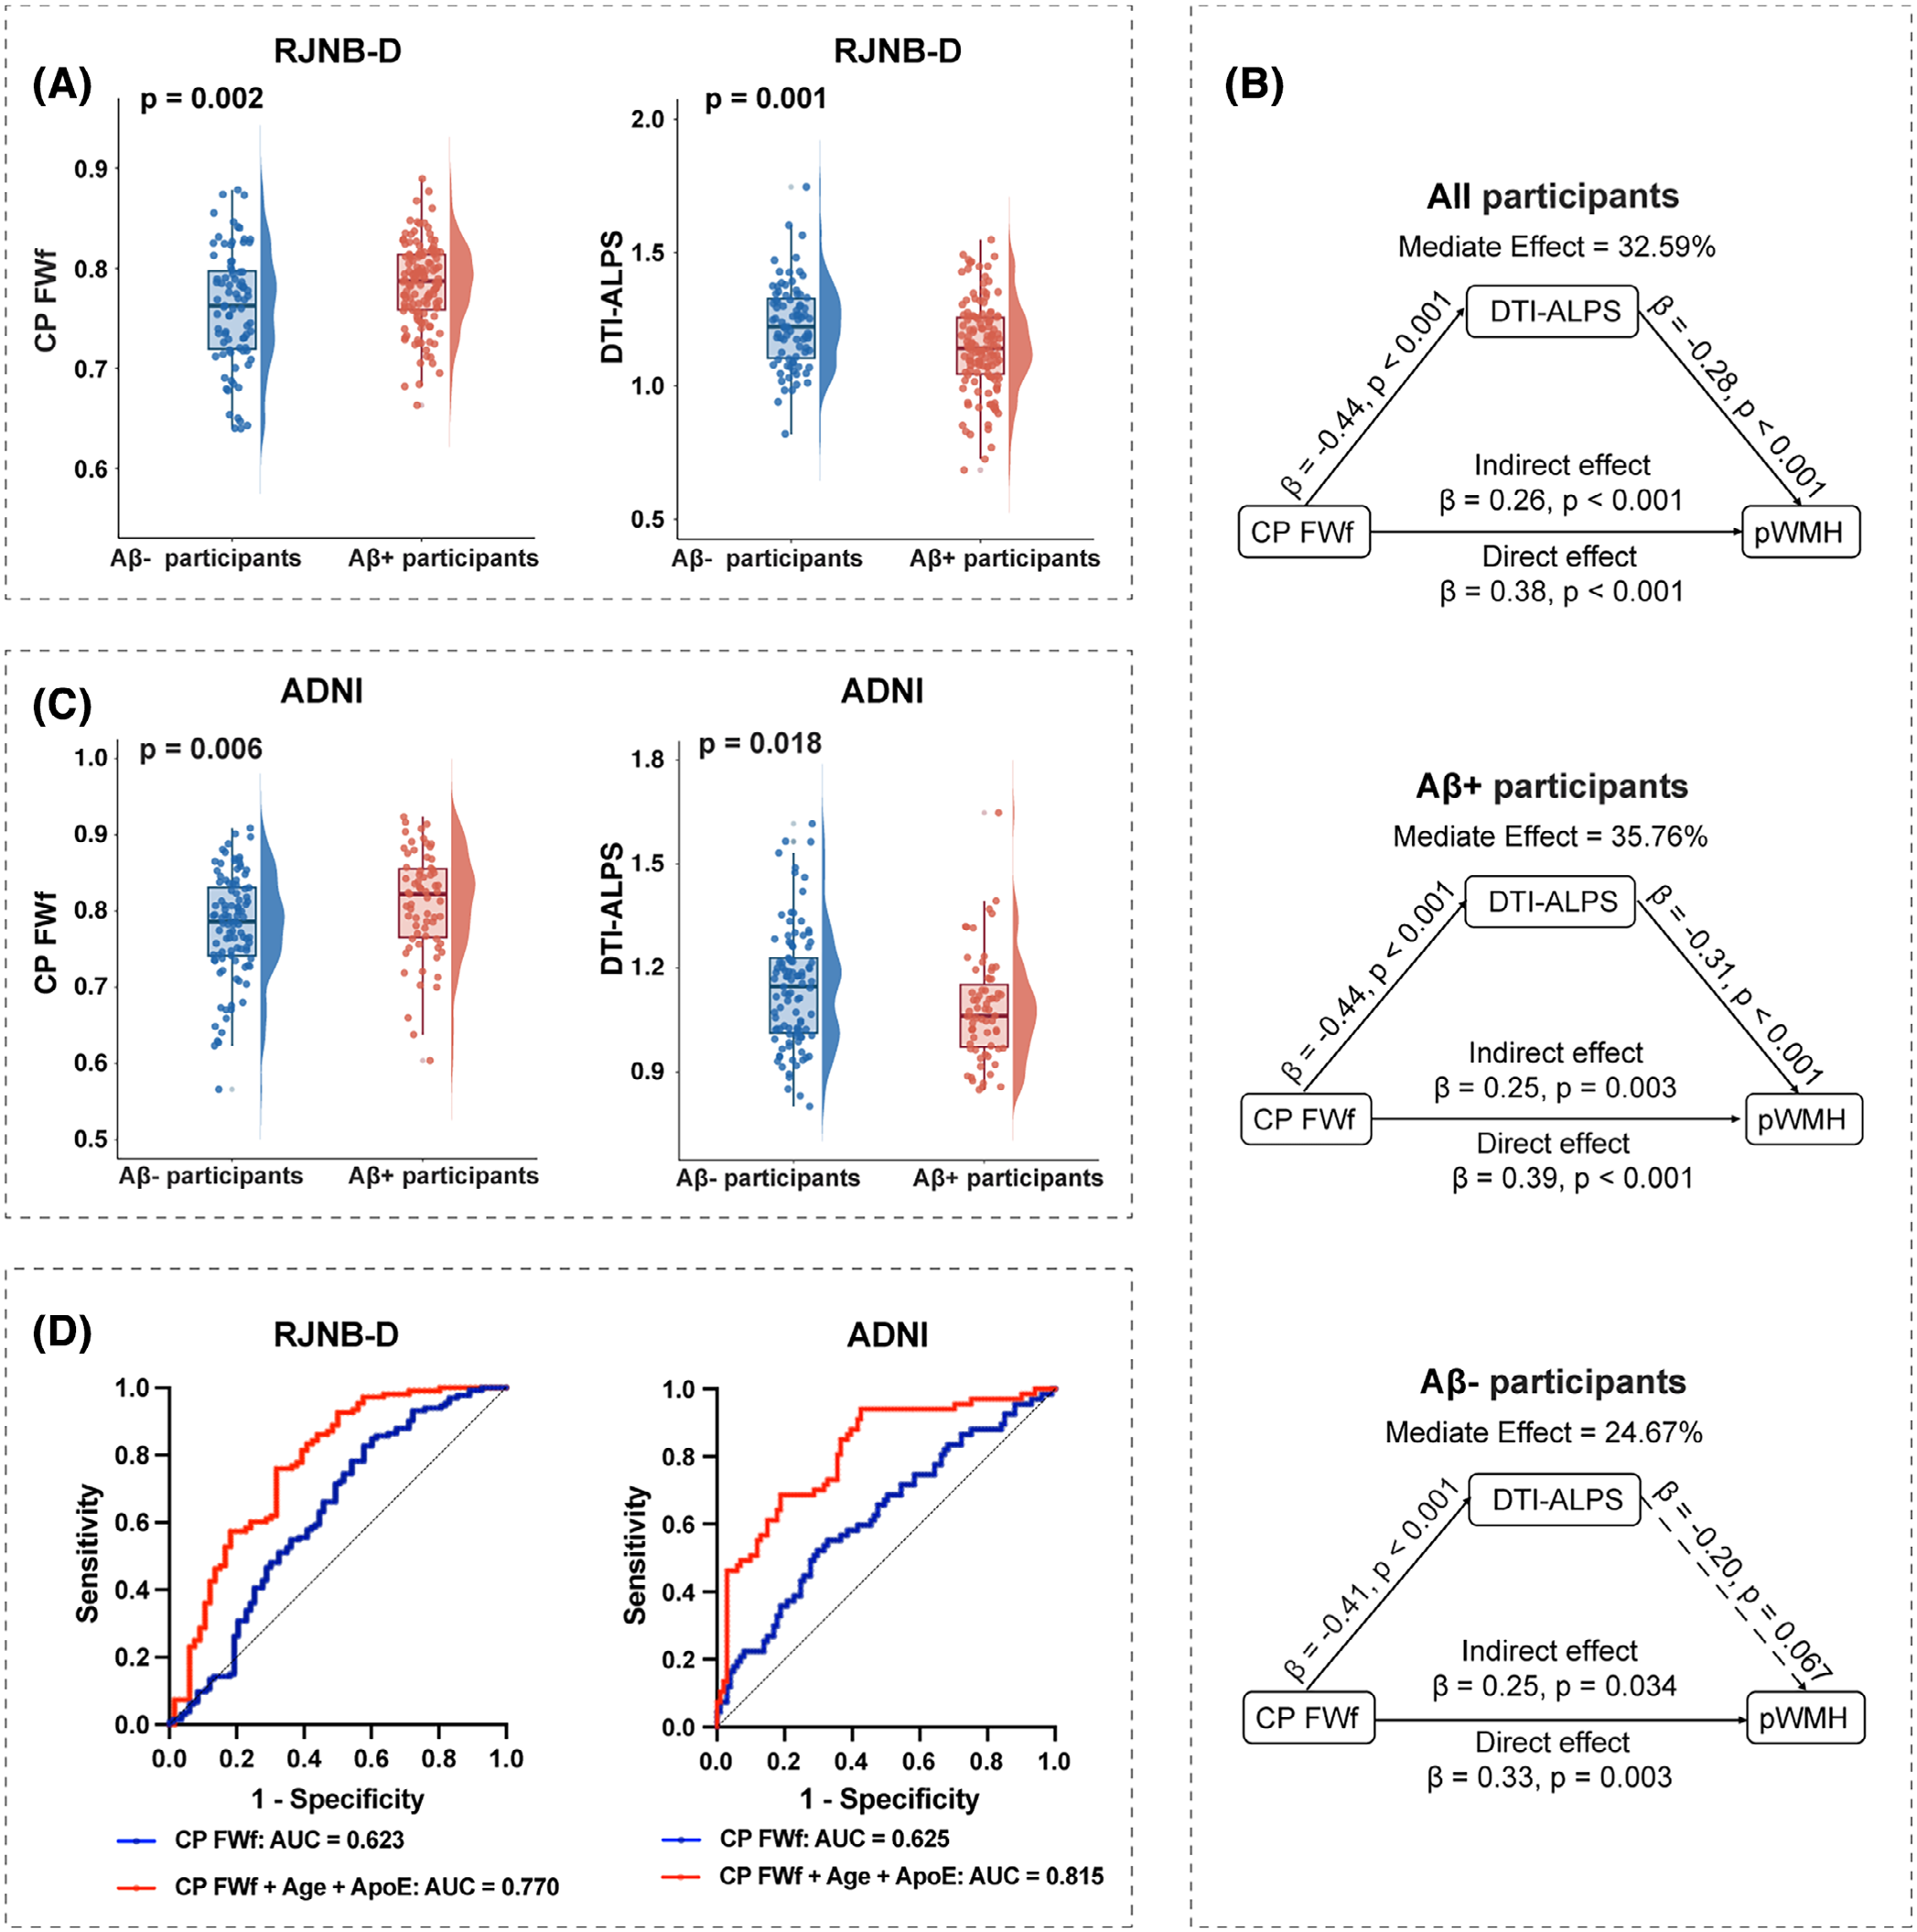 (A)
RJNB-D
p = 0.002
CP FWf
0.9
0.8
0.7
0.6
Aβ- participants
Aβ+ participants
RJNB-D
p = 0.001
DTI-ALPS
2.0
1.5
1.0
0.5
Aβ- participants
Aβ+ participants
(B)
All participants
Mediate Effect = 32.59%
DTI-ALPS
β = -0.44, p < 0.001
β = -0.28, p < 0.001
Indirect effect
β = 0.26, p < 0.001
CP FWf
pWMH
Direct effect
β = 0.38, p < 0.001
Aβ+ participants
Mediate Effect = 35.76%
DTI-ALPS
β = -0.44, p < 0.001
β = -0.31, p < 0.001
Indirect effect
β = 0.25, p = 0.003
CP FWf
pWMH
Direct effect
β = 0.39, p < 0.001
Aβ- participants
Mediate Effect = 24.67%
DTI-ALPS
β = -0.41, p < 0.001
β = -0.20, p = 0.067
Indirect effect
β = 0.25, p = 0.034
CP FWf
pWMH
Direct effect
β = 0.33, p = 0.003
(C)
ADNI
p = 0.006
CP FWf
1.0
0.9
0.8
0.7
0.6
0.5
Aβ- participants
Aβ+ participants
ADNI
p = 0.018
DTI-ALPS
1.8
1.5
1.2
0.9
Aβ- participants
Aβ+ participants
(D)
RJNB-D
Sensitivity
1.0
0.8
0.6
0.4
0.2
0.0
0.0 0.2 0.4 0.6 0.8 1.0
1 - Specificity
CP FWf: AUC = 0.623
CP FWf + Age + ApoE: AUC = 0.770
ADNI
Sensitivity
1.0
0.8
0.6
0.4
0.2
0.0
0.0 0.2 0.4 0.6 0.8 1.0
1 - Specificity
CP FWf: AUC = 0.625
CP FWf + Age + ApoE: AUC = 0.815